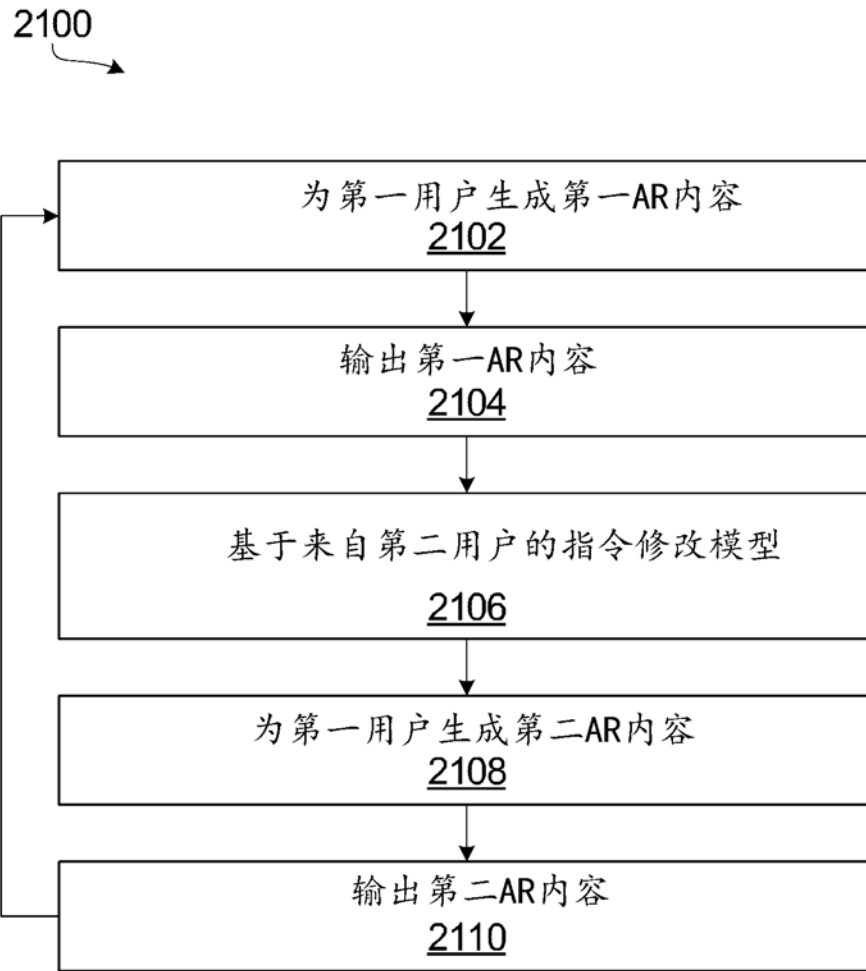 2100
为第一用户生成第一AR内容
2102
输出第一AR内容
2104
基于来自第二用户的指令修改模型
2106
为第一用户生成第二AR内容
2108
输出第二AR内容
2110